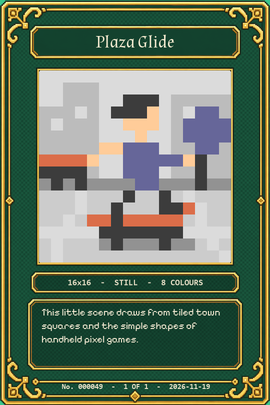 Plaza Glide
16x16 - STILL - 8 COLOURS
This little scene draws from tiled town
squares and the simple shapes of
handheld pixel games.
No. 000049 - 1 OF 1 - 2026-11-19